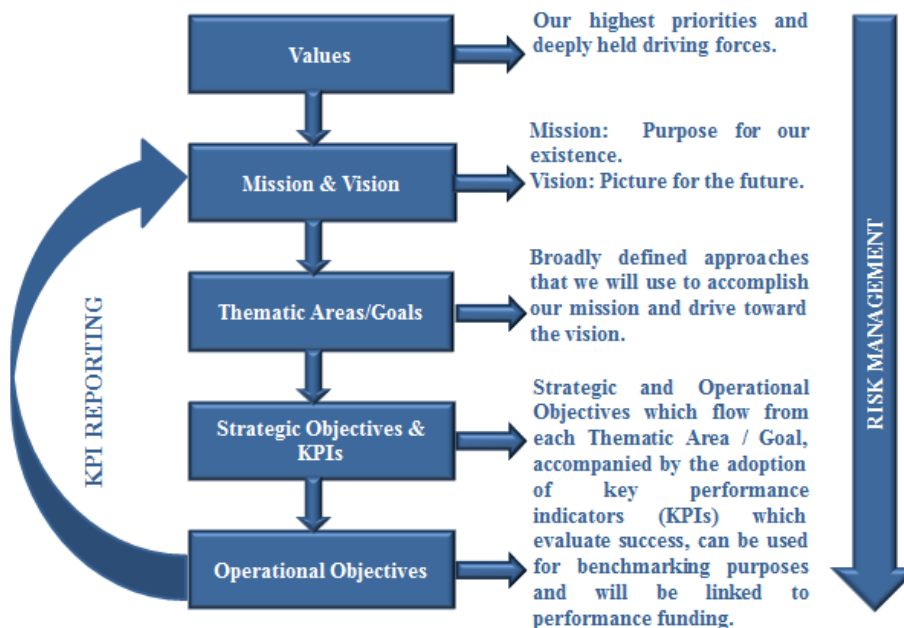 Values
Our highest priorities and
deeply held driving forces.
Mission & Vision
Mission: Purpose for our
existence.
Vision: Picture for the future.
Thematic Areas/Goals
Broadly defined approaches
that we will use to accomplish
our mission and drive toward
the vision.
Strategic Objectives &
KPIs
Strategic and Operational
Objectives which flow from
each Thematic Area / Goal,
accompanied by the adoption
of key performance
indicators (KPIs) which
evaluate success, can be used
for benchmarking purposes
and will be linked to
performance funding.
Operational Objectives
KPI REPORTING
RISK MANAGEMENT